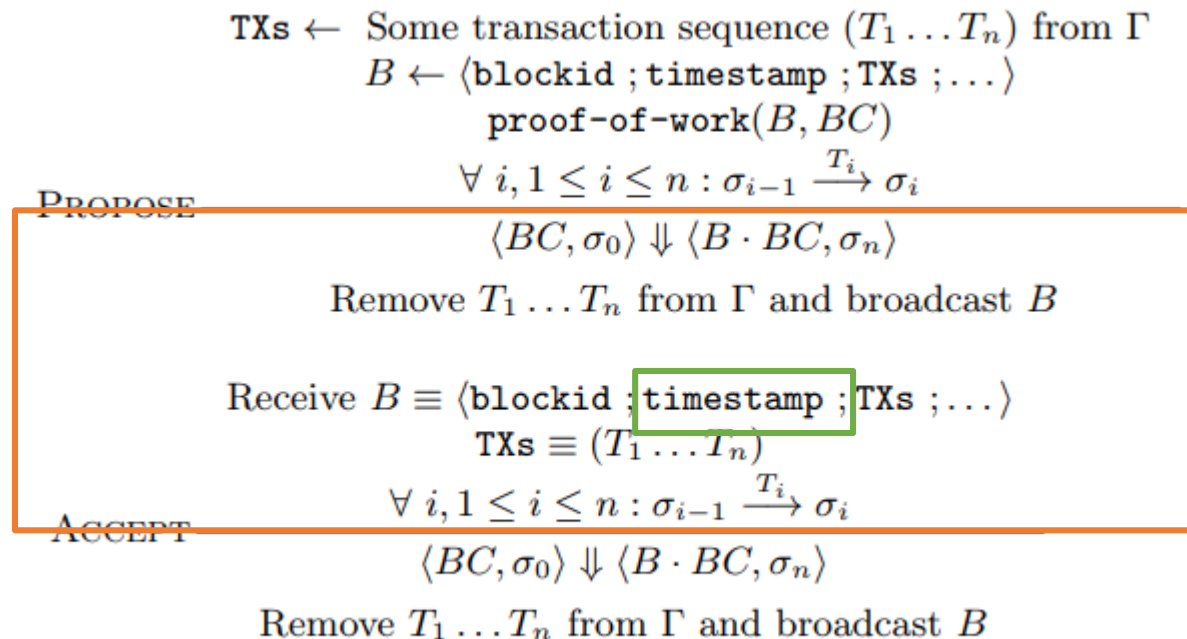 TXs ← Some transaction sequence (T₁ … Tₙ) from Γ
B ← ⟨blockid ; timestamp ; TXs ; … ⟩
proof-of-work(B, BC)
∀ i, 1 ≤ i ≤ n : σᵢ₋₁ —Tᵢ→ σᵢ
PROPOSE
⟨BC, σ₀⟩ ⇓ ⟨B · BC, σₙ⟩
Remove T₁ … Tₙ from Γ and broadcast B
Receive B ≡ ⟨blockid ; timestamp ; TXs ; … ⟩
TXs ≡ (T₁ … Tₙ)
∀ i, 1 ≤ i ≤ n : σᵢ₋₁ —Tᵢ→ σᵢ
ACCEPT
⟨BC, σ₀⟩ ⇓ ⟨B · BC, σₙ⟩
Remove T₁ … Tₙ from Γ and broadcast B